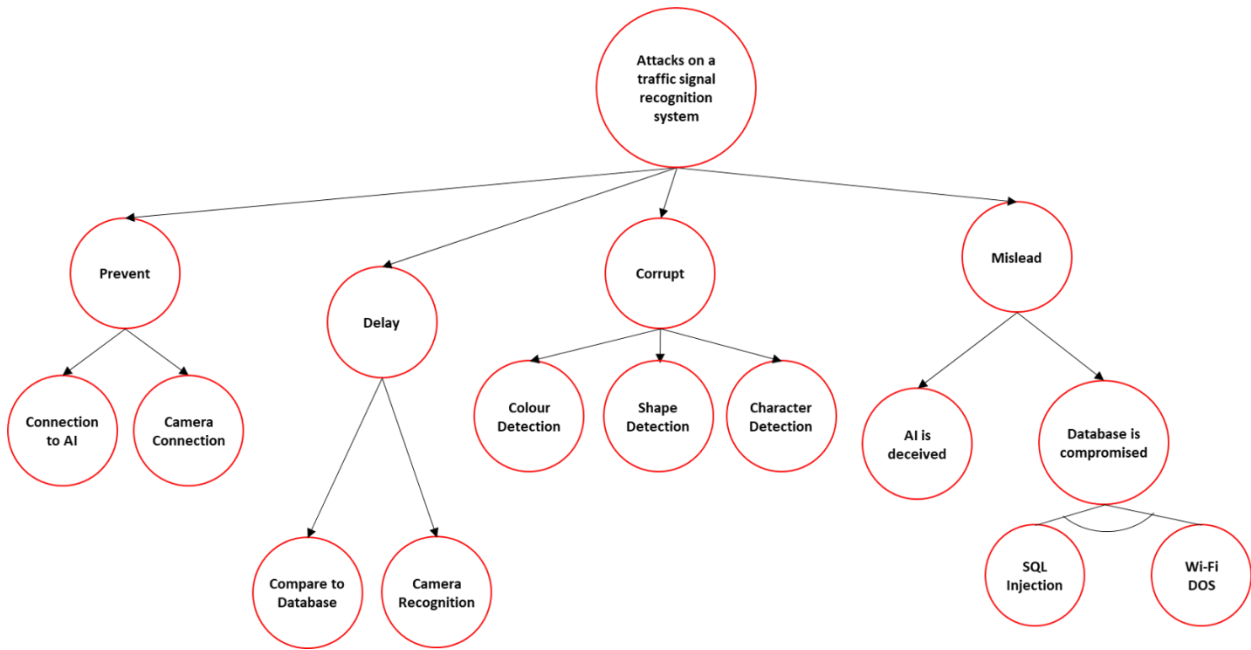 Attacks on a
traffic signal
recognition
system
Prevent
Delay
Corrupt
Mislead
Connection
to AI
Camera
Connection
Colour
Detection
Shape
Detection
Character
Detection
AI is
deceived
Database is
compromised
Compare to
Database
Camera
Recognition
SQL
Injection
Wi-Fi
DOS